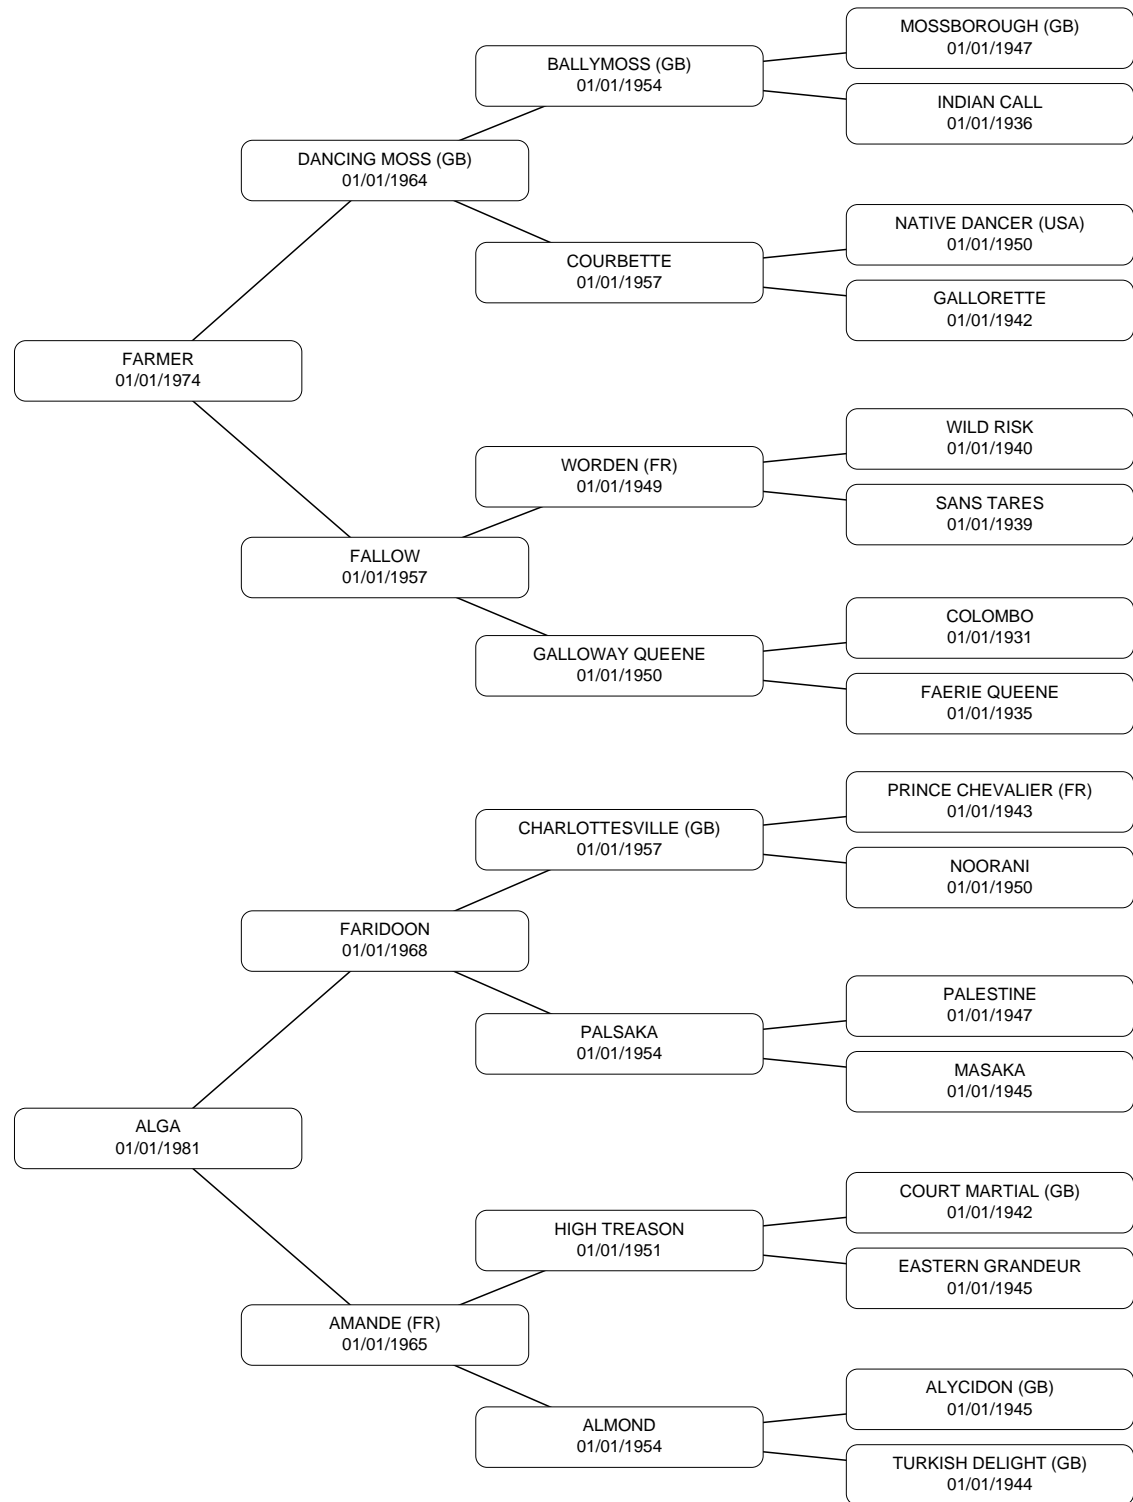 MOSSBOROUGH (GB)
01/01/1947
BALLYMOSS (GB)
01/01/1954
INDIAN CALL
01/01/1936
DANCING MOSS (GB)
01/01/1964
NATIVE DANCER (USA)
01/01/1950
COURBETTE
01/01/1957
GALLORETTE
01/01/1942
FARMER
01/01/1974
WILD RISK
01/01/1940
WORDEN (FR)
01/01/1949
SANS TARES
01/01/1939
FALLOW
01/01/1957
COLOMBO
01/01/1931
GALLOWAY QUEENE
01/01/1950
FAERIE QUEENE
01/01/1935
PRINCE CHEVALIER (FR)
01/01/1943
CHARLOTTESVILLE (GB)
01/01/1957
NOORANI
01/01/1950
FARIDOON
01/01/1968
PALESTINE
01/01/1947
PALSAKA
01/01/1954
MASAKA
01/01/1945
ALGA
01/01/1981
COURT MARTIAL (GB)
01/01/1942
HIGH TREASON
01/01/1951
EASTERN GRANDEUR
01/01/1945
AMANDE (FR)
01/01/1965
ALYCIDON (GB)
01/01/1945
ALMOND
01/01/1954
TURKISH DELIGHT (GB)
01/01/1944